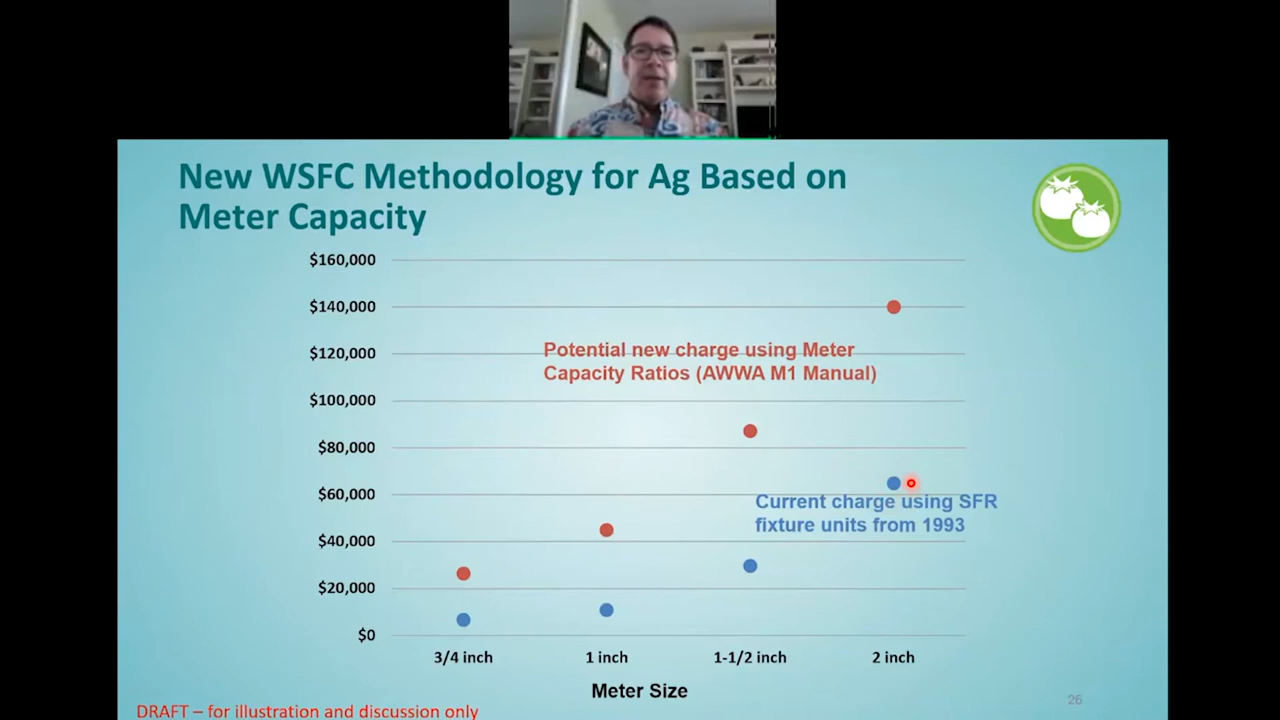 New WSFC Methodology for Ag Based on
Meter Capacity
$160,000
$140,000
$120,000
$100,000
$80,000
$60,000
$40,000
$20,000
$0
Potential new charge using Meter
Capacity Ratios (AWWA M1 Manual)
Current charge using SFR
fixture units from 1993
3/4 inch
1 inch
1-1/2 inch
2 inch
Meter Size
26
DRAFT – for illustration and discussion only